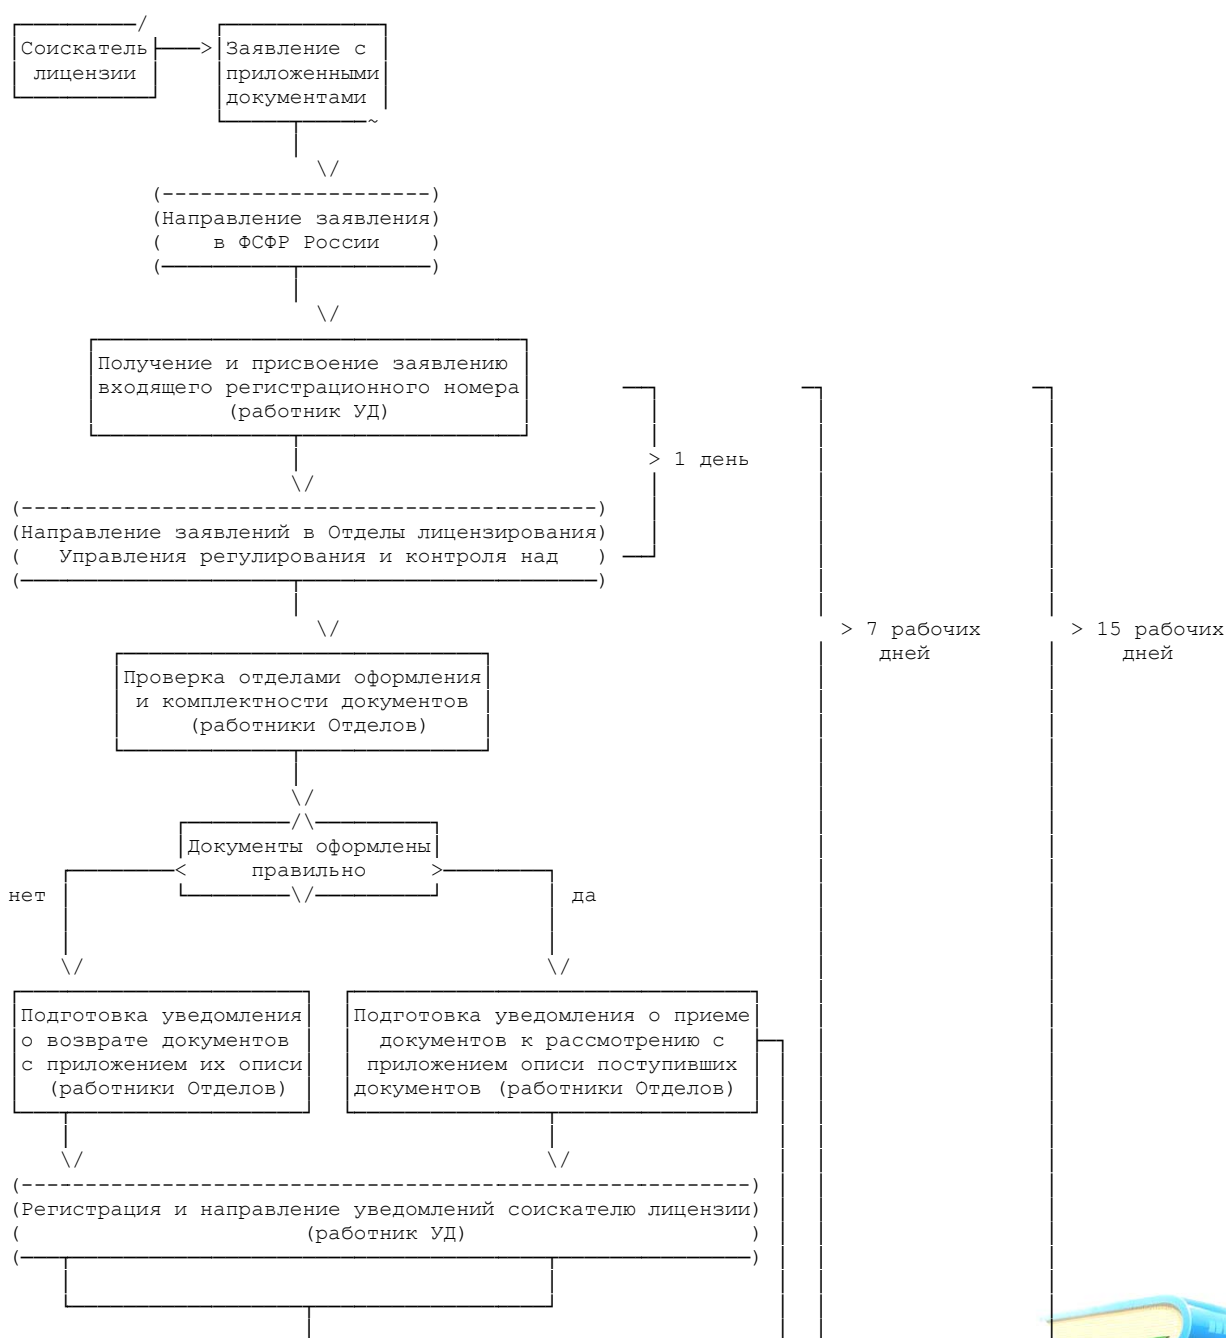 Соискатель
лицензии
Заявление с
приложенными
документами
(Направление заявления)
( в ФСФР России )
Получение и присвоение заявлению
входящего регистрационного номера
(работник УД)
> 1 день
(Направление заявлений в Отделы лицензирования)
( Управления регулирования и контроля над )
> 7 рабочих
дней
> 15 рабочих
дней
Проверка отделами оформления
и комплектности документов
(работники Отделов)
Документы оформлены
правильно
нет
да
Подготовка уведомления
о возврате документов
с приложением их описи
(работники Отделов)
Подготовка уведомления о приеме
документов к рассмотрению с
приложением описи поступивших
документов (работники Отделов)
(Регистрация и направление уведомлений соискателю лицензии)
( (работник УД) )